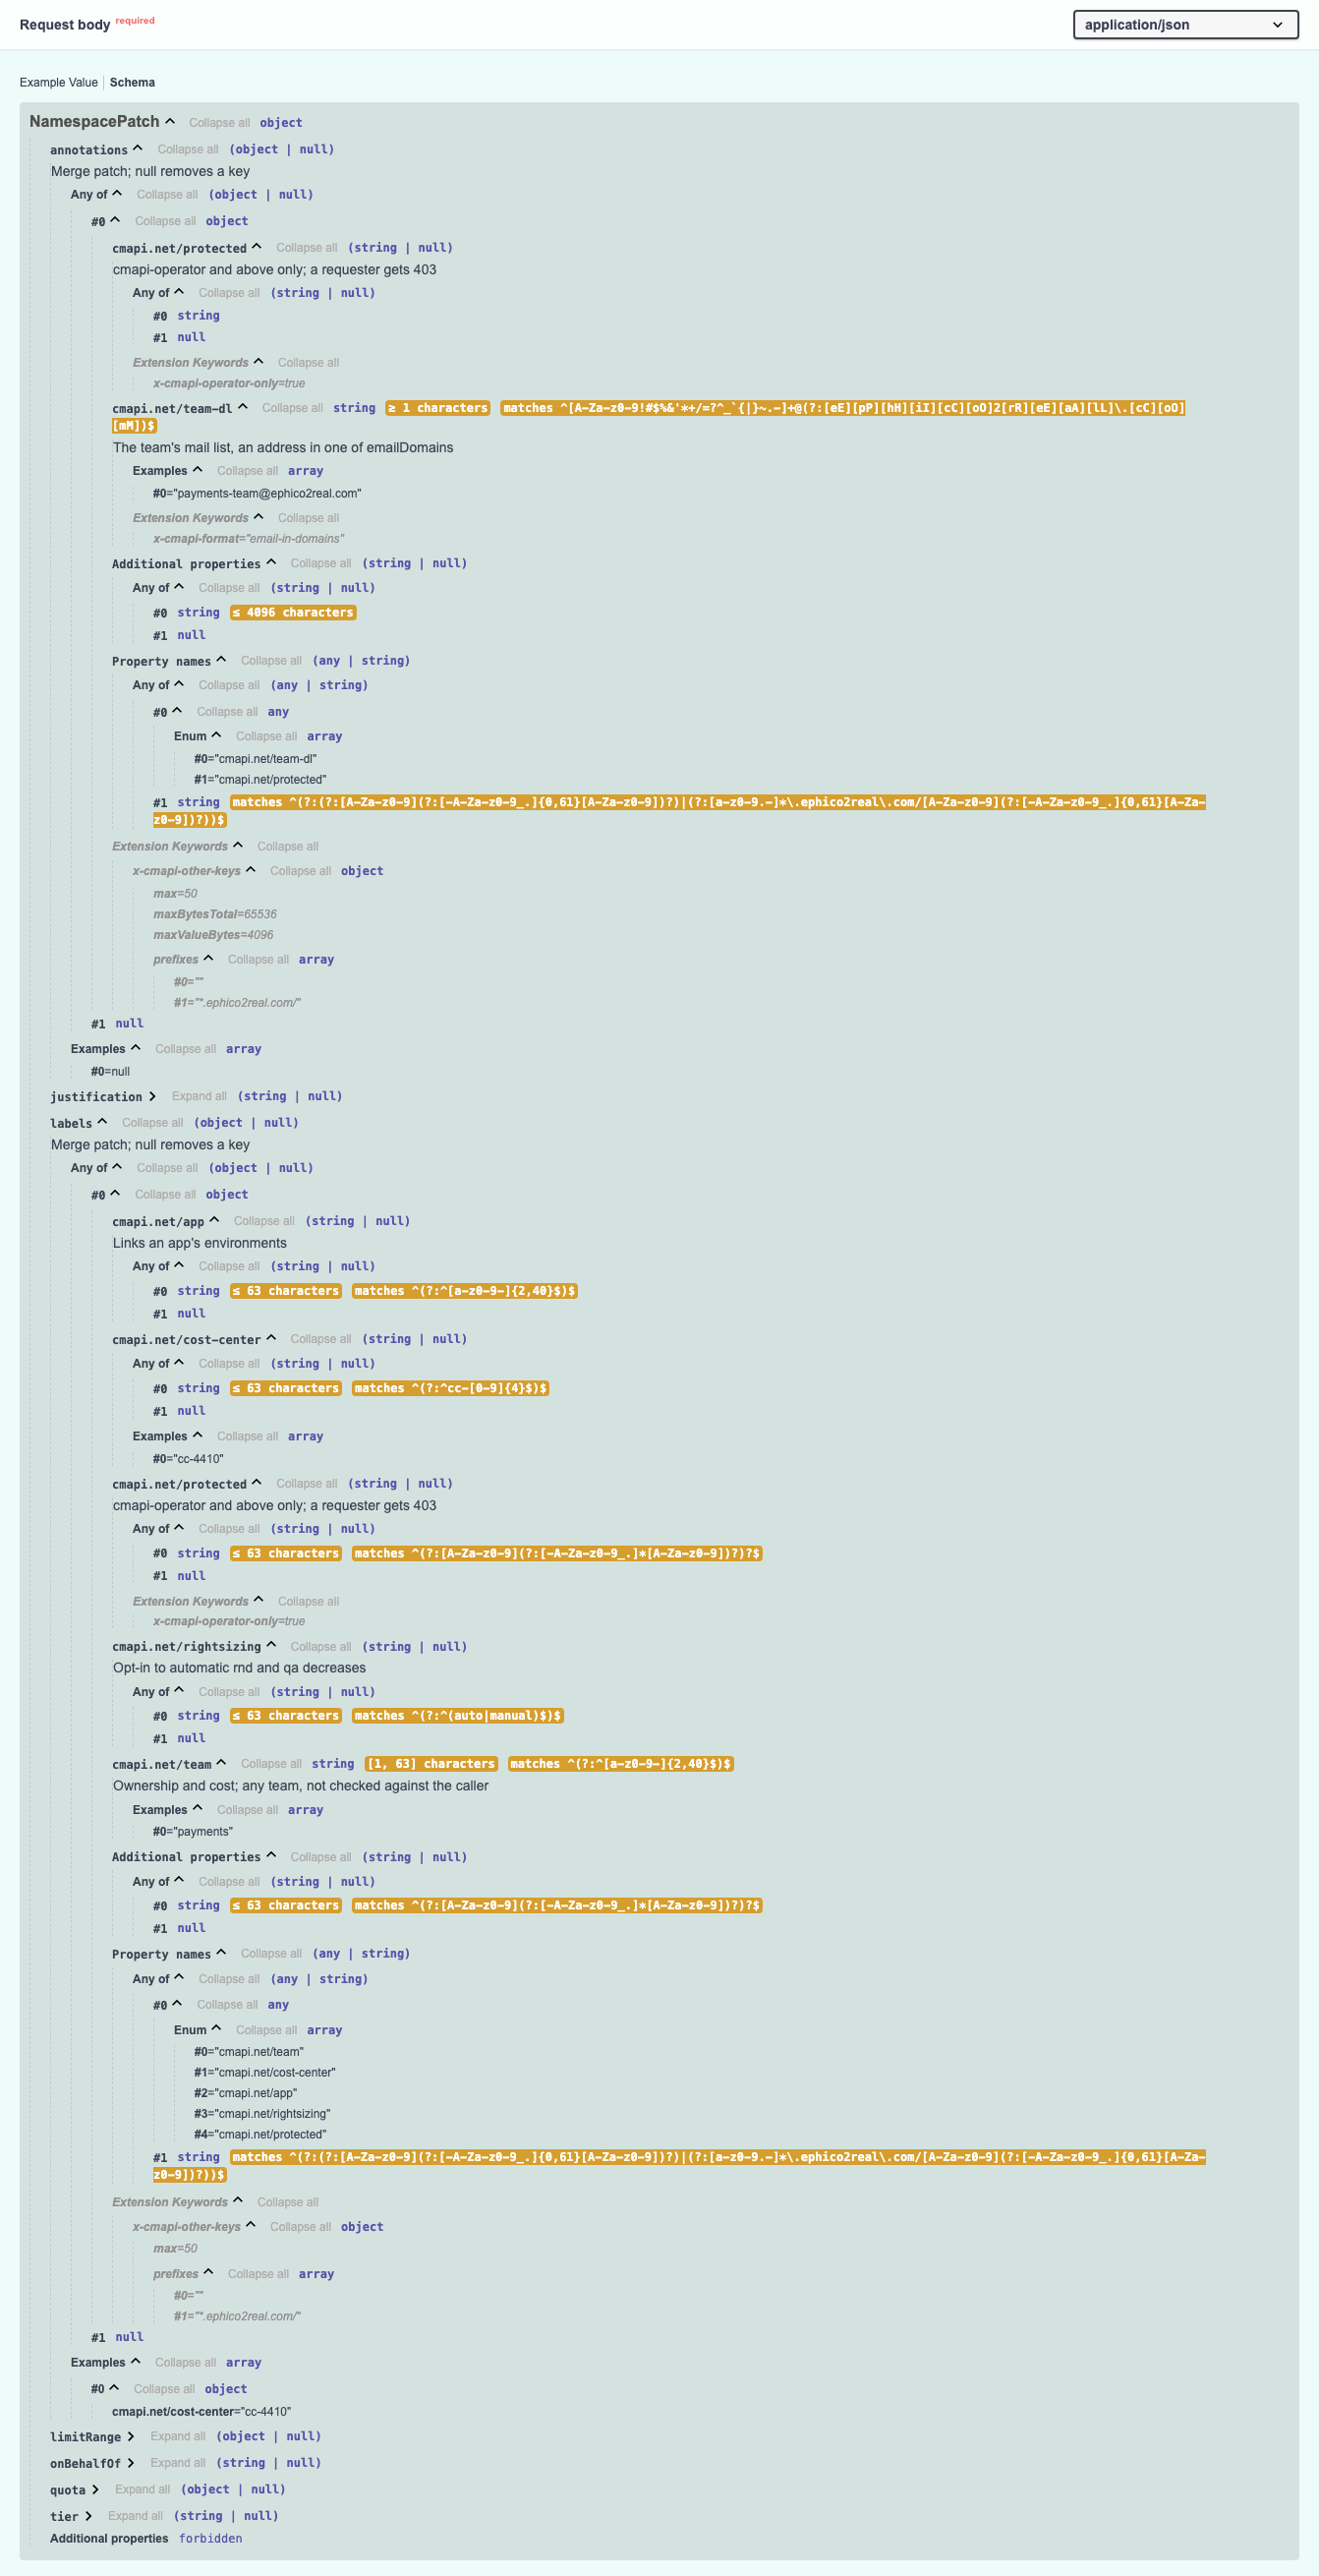 Request body required
application/json
Example Value | Schema
NamespacePatch Collapse all object
annotations Collapse all (object | null)
Merge patch; null removes a key
Any of Collapse all (object | null)
#0 Collapse all object
cmapi.net/protected Collapse all (string | null)
cmapi-operator and above only; a requester gets 403
Any of Collapse all (string | null)
#0 string
#1 null
Extension Keywords Collapse all
x-cmapi-operator-only=true
cmapi.net/team-dl Collapse all string ≥ 1 characters matches ^[A-Za-z0-9!#$%&'*+/=?^_`{|}~.-]+@(?:[eE][pP][hH][iI][cC][oO]2[rR][eE][aA][lL]\.[cC][oO]
[mM])$
The team's mail list, an address in one of emailDomains
Examples Collapse all array
#0="payments-team@ephico2real.com"
Extension Keywords Collapse all
x-cmapi-format="email-in-domains"
Additional properties Collapse all (string | null)
Any of Collapse all (string | null)
#0 string ≤ 4096 characters
#1 null
Property names Collapse all (any | string)
Any of Collapse all (any | string)
#0 Collapse all any
Enum Collapse all array
#0="cmapi.net/team-dl"
#1="cmapi.net/protected"
#1 string matches ^(?:(?:[A-Za-z0-9](?:[-A-Za-z0-9_.]{0,61}[A-Za-z0-9])?)|(?:[a-z0-9.-]*\.ephico2real\.com/[A-Za-z0-9](?:[-A-Za-z0-9_.]{0,61}[A-Za-
z0-9])?))$
Extension Keywords Collapse all
x-cmapi-other-keys Collapse all object
max=50
maxBytesTotal=65536
maxValueBytes=4096
prefixes Collapse all array
#0=""
#1="*.ephico2real.com/"
#1 null
Examples Collapse all array
#0=null
justification Expand all (string | null)
labels Collapse all (object | null)
Merge patch; null removes a key
Any of Collapse all (object | null)
#0 Collapse all object
cmapi.net/app Collapse all (string | null)
Links an app's environments
Any of Collapse all (string | null)
#0 string ≤ 63 characters matches ^(?:^[a-z0-9-]{2,40}$)$
#1 null
cmapi.net/cost-center Collapse all (string | null)
Any of Collapse all (string | null)
#0 string ≤ 63 characters matches ^(?:^cc-[0-9]{4}$)$
#1 null
Examples Collapse all array
#0="cc-4410"
cmapi.net/protected Collapse all (string | null)
cmapi-operator and above only; a requester gets 403
Any of Collapse all (string | null)
#0 string ≤ 63 characters matches ^(?:[A-Za-z0-9](?:[-A-Za-z0-9_.]*[A-Za-z0-9])?)?$
#1 null
Extension Keywords Collapse all
x-cmapi-operator-only=true
cmapi.net/rightsizing Collapse all (string | null)
Opt-in to automatic rnd and qa decreases
Any of Collapse all (string | null)
#0 string ≤ 63 characters matches ^(?:^(auto|manual)$)$
#1 null
cmapi.net/team Collapse all string [1, 63] characters matches ^(?:^[a-z0-9-]{2,40}$)$
Ownership and cost; any team, not checked against the caller
Examples Collapse all array
#0="payments"
Additional properties Collapse all (string | null)
Any of Collapse all (string | null)
#0 string ≤ 63 characters matches ^(?:[A-Za-z0-9](?:[-A-Za-z0-9_.]*[A-Za-z0-9])?)?$
#1 null
Property names Collapse all (any | string)
Any of Collapse all (any | string)
#0 Collapse all any
Enum Collapse all array
#0="cmapi.net/team"
#1="cmapi.net/cost-center"
#2="cmapi.net/app"
#3="cmapi.net/rightsizing"
#4="cmapi.net/protected"
#1 string matches ^(?:(?:[A-Za-z0-9](?:[-A-Za-z0-9_.]{0,61}[A-Za-z0-9])?)|(?:[a-z0-9.-]*\.ephico2real\.com/[A-Za-z0-9](?:[-A-Za-z0-9_.]{0,61}[A-Za-
z0-9])?))$
Extension Keywords Collapse all
x-cmapi-other-keys Collapse all object
max=50
prefixes Collapse all array
#0=""
#1="*.ephico2real.com/"
#1 null
Examples Collapse all array
#0 Collapse all object
cmapi.net/cost-center="cc-4410"
limitRange Expand all (object | null)
onBehalfOf Expand all (string | null)
quota Expand all (object | null)
tier Expand all (string | null)
Additional properties forbidden